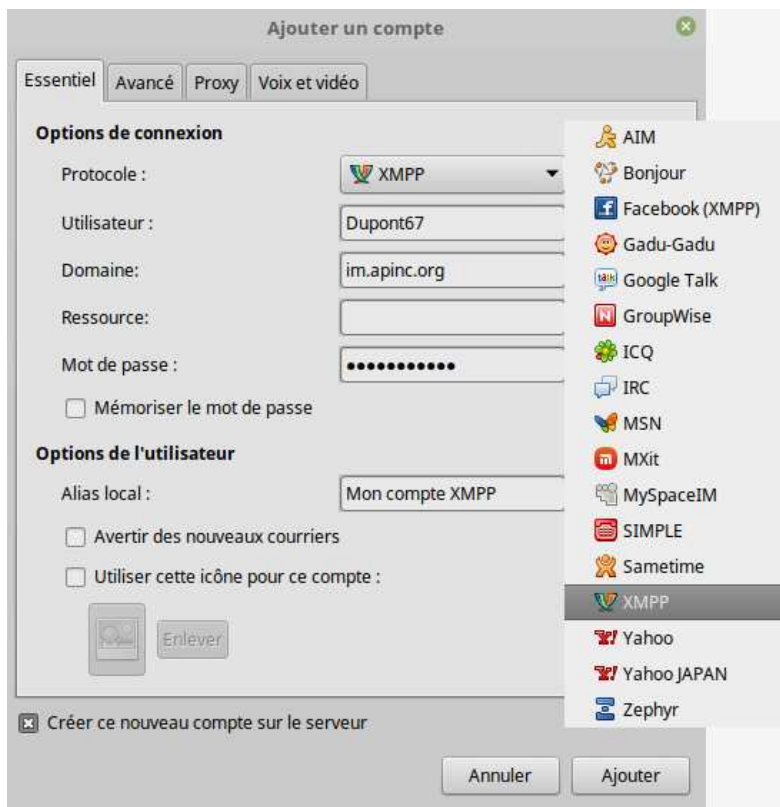 Ajouter un compte
Essentiel Avancé Proxy Voix et vidéo
Options de connexion
Protocole : XMPP
Utilisateur : Dupont67
Domaine: im.apinc.org
Ressource:
Mot de passe : •••••••••••
Mémoriser le mot de passe
Options de l'utilisateur
Alias local : Mon compte XMPP
Avertir des nouveaux courriers
Utiliser cette icône pour ce compte :
Enlever
Créer ce nouveau compte sur le serveur
Annuler Ajouter
AIM
Bonjour
Facebook (XMPP)
Gadu-Gadu
Google Talk
GroupWise
ICQ
IRC
MSN
MXit
MySpaceIM
SIMPLE
Sametime
XMPP
Yahoo
Yahoo JAPAN
Zephyr